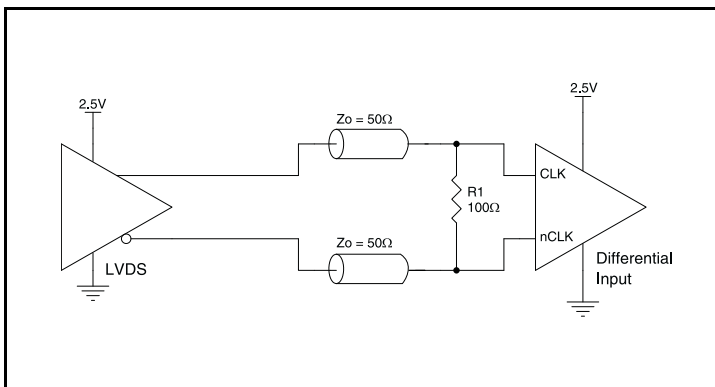 2.5V
2.5V
Zo = 50Ω
CLK
R1
100Ω
Zo = 50Ω
nCLK
LVDS
Differential
Input